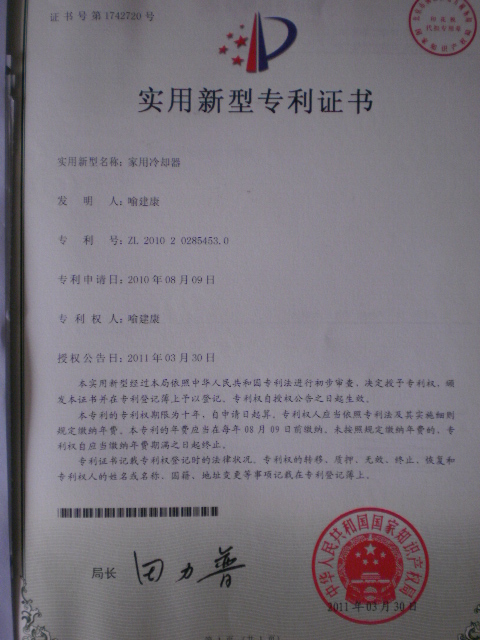 证书号第1742720号
实用新型专利证书
实用新型名称：家用冷却器
发 明 人：喻建康
专 利 号：ZL 2010 2 0285453.0
专利申请日：2010年08月09日
专 利 权 人：喻建康
授权公告日：2011年03月30日
本实用新型经过本局依照中华人民共和国专利法进行初步审查，决定授予专利权，颁
发本证书并在专利登记簿上予以登记。专利权自授权公告之日起生效。
本专利的专利权期限为十年，自申请日起算。专利权人应当依照专利法及其实施细则
规定缴纳年费。本专利的年费应当在每年08月09日前缴纳。未按照规定缴纳年费的，专
利权自应当缴纳年费期满之日起终止。
专利证书记载专利权登记时的法律状况。专利权的转移、质押、无效、终止、恢复和
专利权人的姓名或名称、国籍、地址变更等事项记载在专利登记簿上。
局长 田力普
中华人民共和国国家知识产权局
2011年03月30日